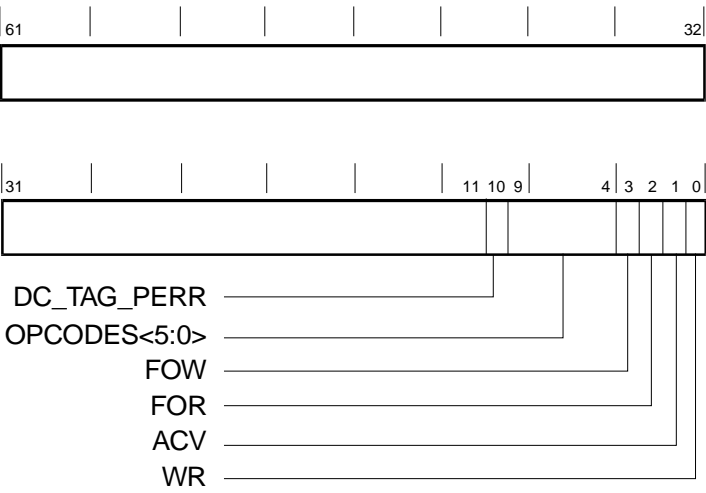 61 32
31 11 10 9 4 3 2 1 0
DC_TAG_PERR
OPCODES<5:0>
FOW
FOR
ACV
WR